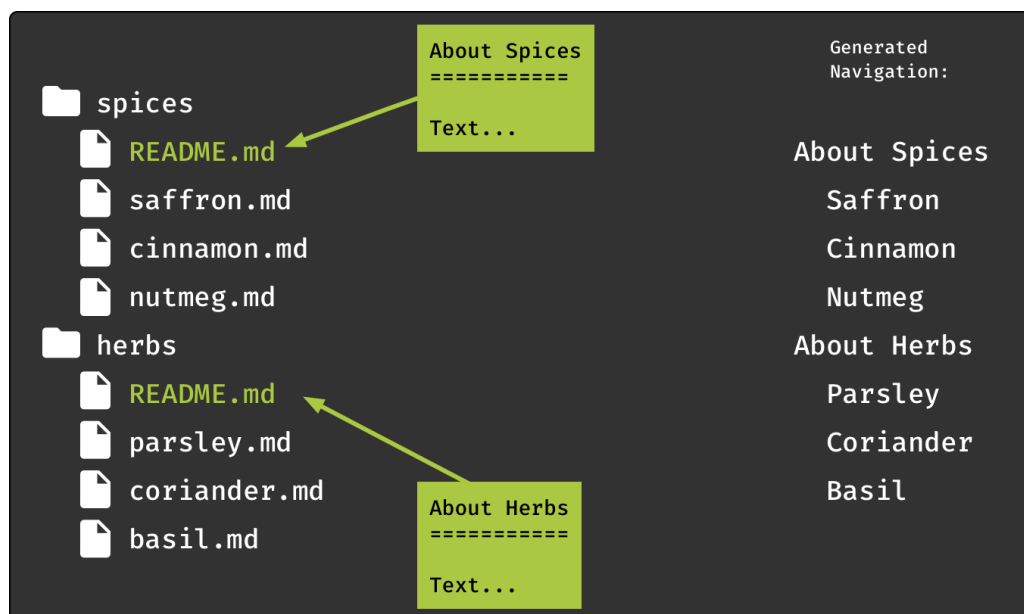 About Spices
===========
Text...
Generated
Navigation:
spices
README.md
saffron.md
cinnamon.md
nutmeg.md
herbs
README.md
parsley.md
coriander.md
basil.md
About Spices
Saffron
Cinnamon
Nutmeg
About Herbs
Parsley
Coriander
Basil
About Herbs
===========
Text...